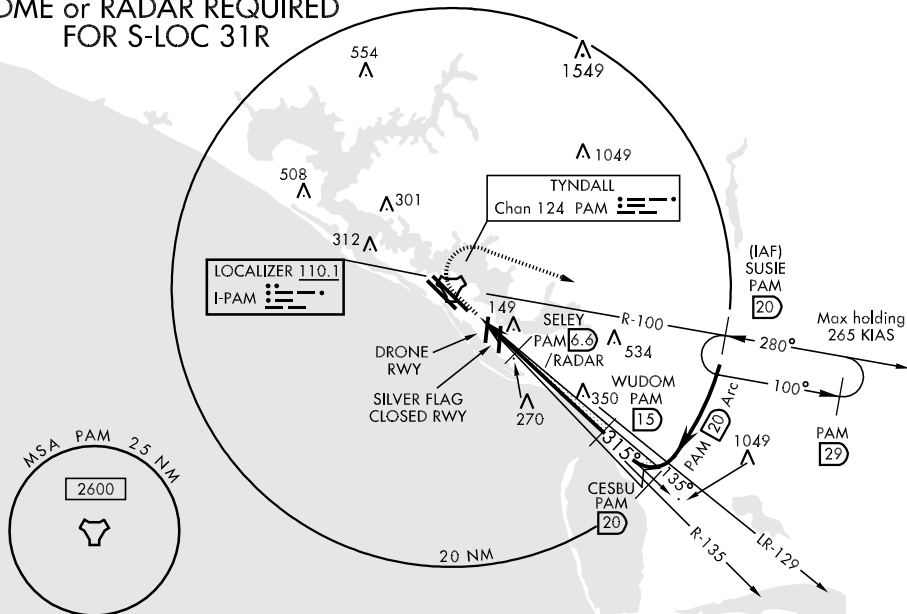 DME or RADAR REQUIRED
FOR S-LOC 31R
554
1549
1049
508
301
312
TYNDALL
Chan 124 PAM
LOCALIZER 110.1
I-PAM
(IAF)
SUSIE
PAM
20
Max holding
265 KIAS
R-100
280°
100°
PAM
29
149
SELEY
PAM 6.6
/RADAR
534
DRONE
RWY
SILVER FLAG
CLOSED RWY
270
350
WUDOM
PAM
15
PAM 20 Arc
1049
315°
135°
CESBU
PAM
20
R-135
LR-129
20 NM
MSA PAM 25 NM
2600